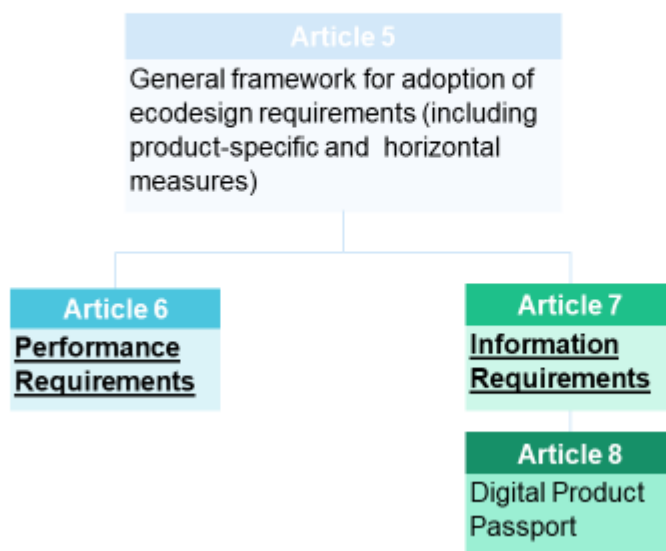 Article 5
General framework for adoption of
ecodesign requirements (including
product-specific and horizontal
measures)
Article 6
Performance
Requirements
Article 7
Information
Requirements
Article 8
Digital Product
Passport